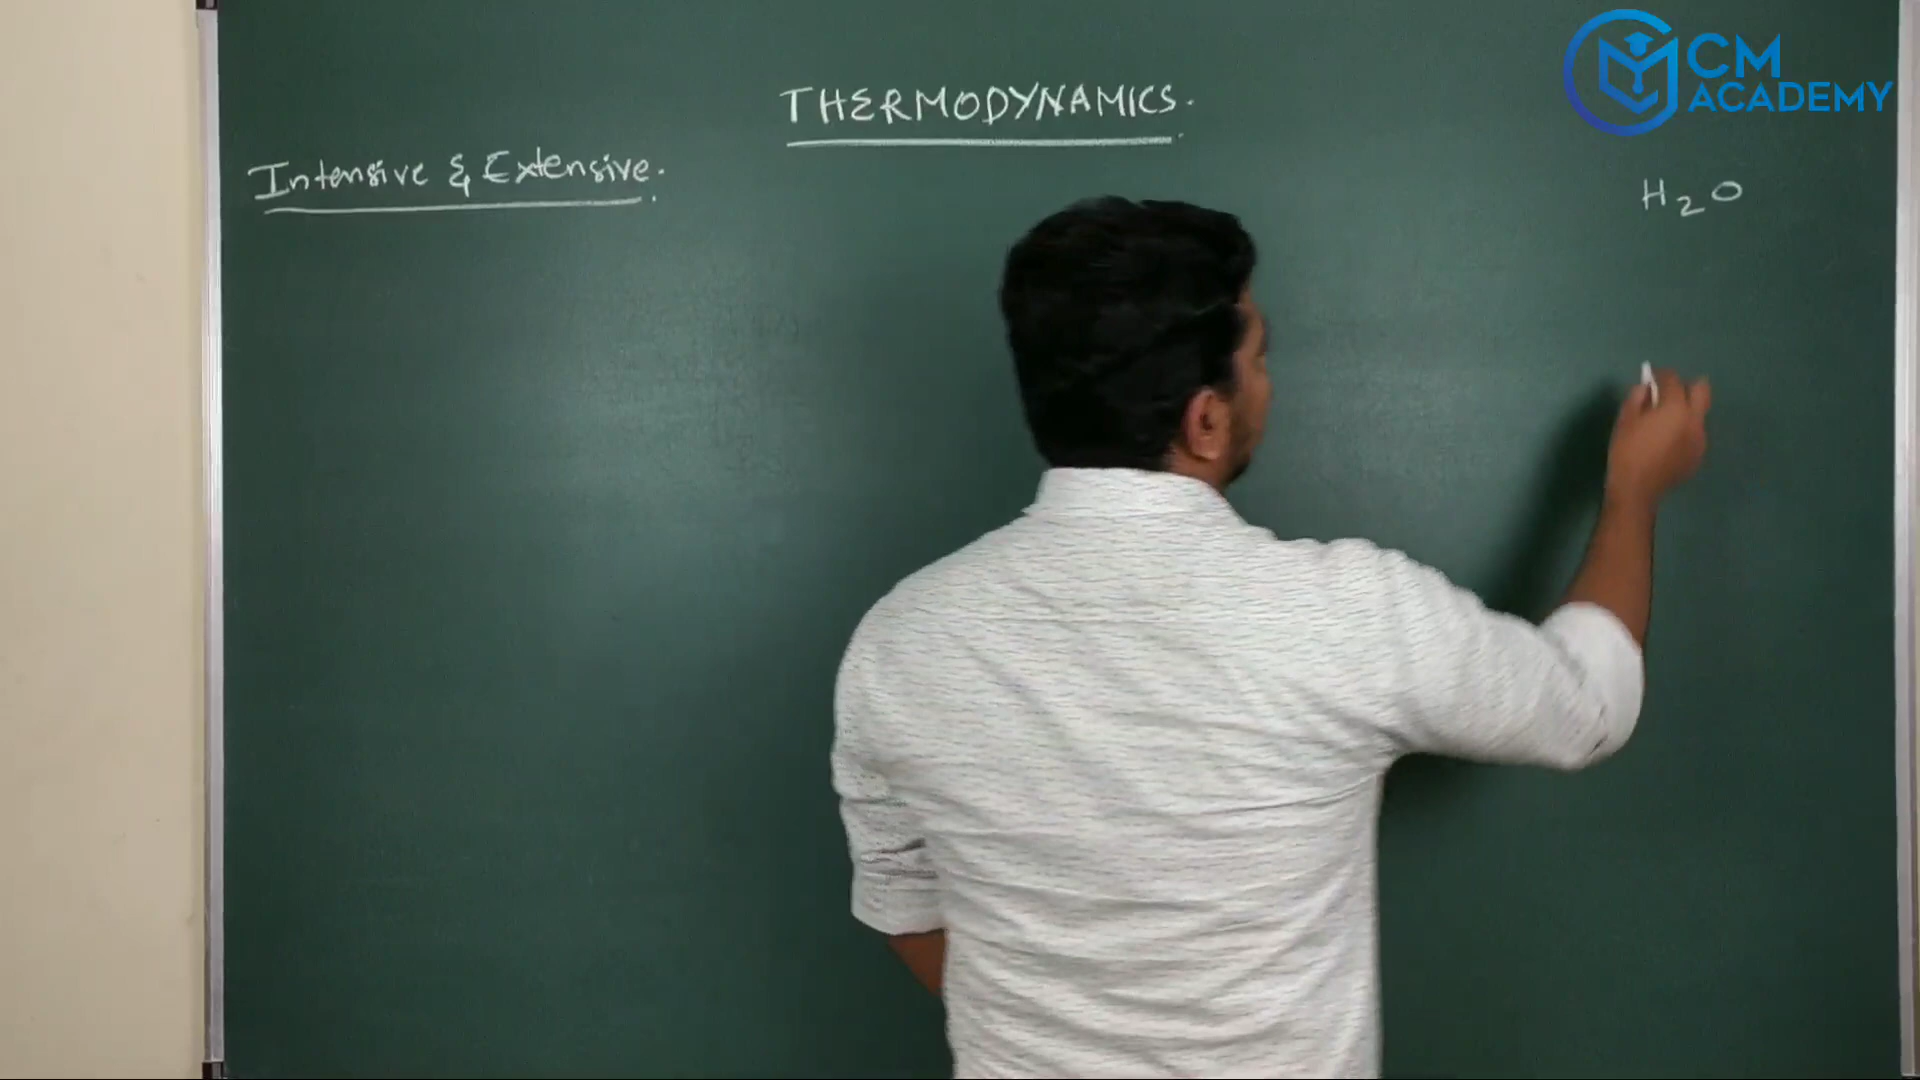 CM
ACADEMY
THERMODYNAMICS.
Intensive & Extensive.
H2O